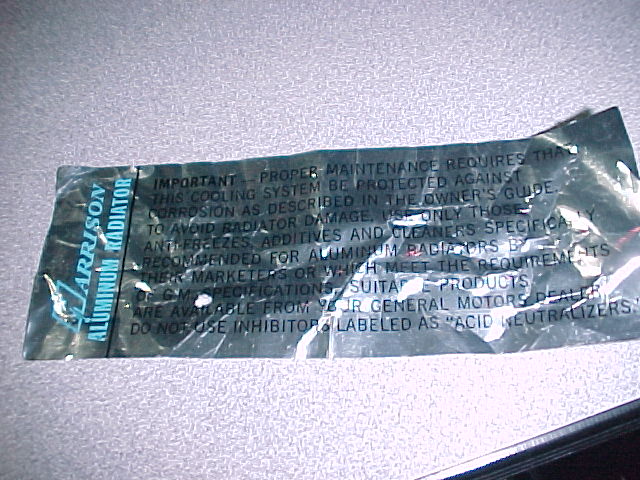 HARRISON
ALUMINUM RADIATOR
IMPORTANT — PROPER MAINTENANCE REQUIRES THAT
THIS COOLING SYSTEM BE PROTECTED AGAINST
CORROSION AS DESCRIBED IN THE OWNER'S GUIDE.
TO AVOID RADIATOR DAMAGE, USE ONLY THOSE
ANTI-FREEZES, ADDITIVES AND CLEANERS SPECIFICALLY
RECOMMENDED FOR ALUMINUM RADIATORS BY
THEIR MARKETERS OR WHICH MEET THE REQUIREMENTS
OF G.M. SPECIFICATIONS. SUITABLE PRODUCTS
ARE AVAILABLE FROM YOUR GENERAL MOTORS DEALER.
DO NOT USE INHIBITORS LABELED AS "ACID NEUTRALIZERS."